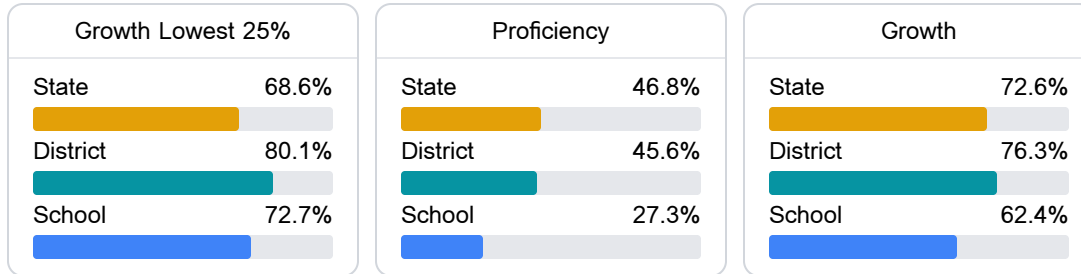 Growth Lowest 25%
State 68.6%
District 80.1%
School 72.7%
Proficiency
State 46.8%
District 45.6%
School 27.3%
Growth
State 72.6%
District 76.3%
School 62.4%